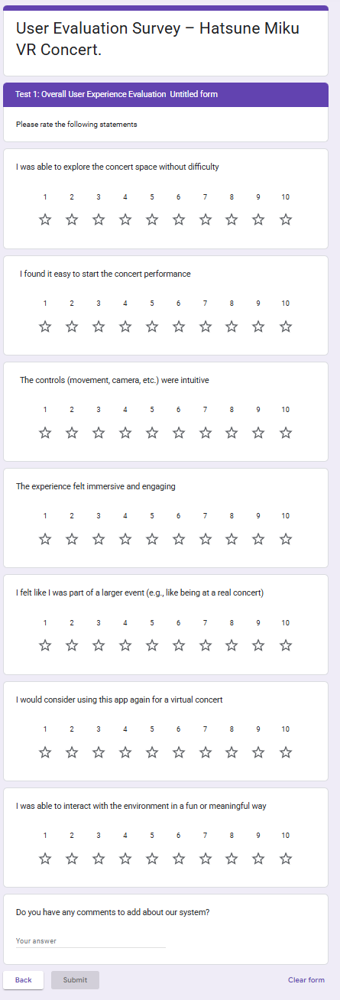 User Evaluation Survey – Hatsune Miku
VR Concert.
Test 1: Overall User Experience Evaluation Untitled form
Please rate the following statements
I was able to explore the concert space without difficulty
1 2 3 4 5 6 7 8 9 10
I found it easy to start the concert performance
1 2 3 4 5 6 7 8 9 10
The controls (movement, camera, etc.) were intuitive
1 2 3 4 5 6 7 8 9 10
The experience felt immersive and engaging
1 2 3 4 5 6 7 8 9 10
I felt like I was part of a larger event (e.g., like being at a real concert)
1 2 3 4 5 6 7 8 9 10
I would consider using this app again for a virtual concert
1 2 3 4 5 6 7 8 9 10
I was able to interact with the environment in a fun or meaningful way
1 2 3 4 5 6 7 8 9 10
Do you have any comments to add about our system?
Your answer
Back Submit Clear form